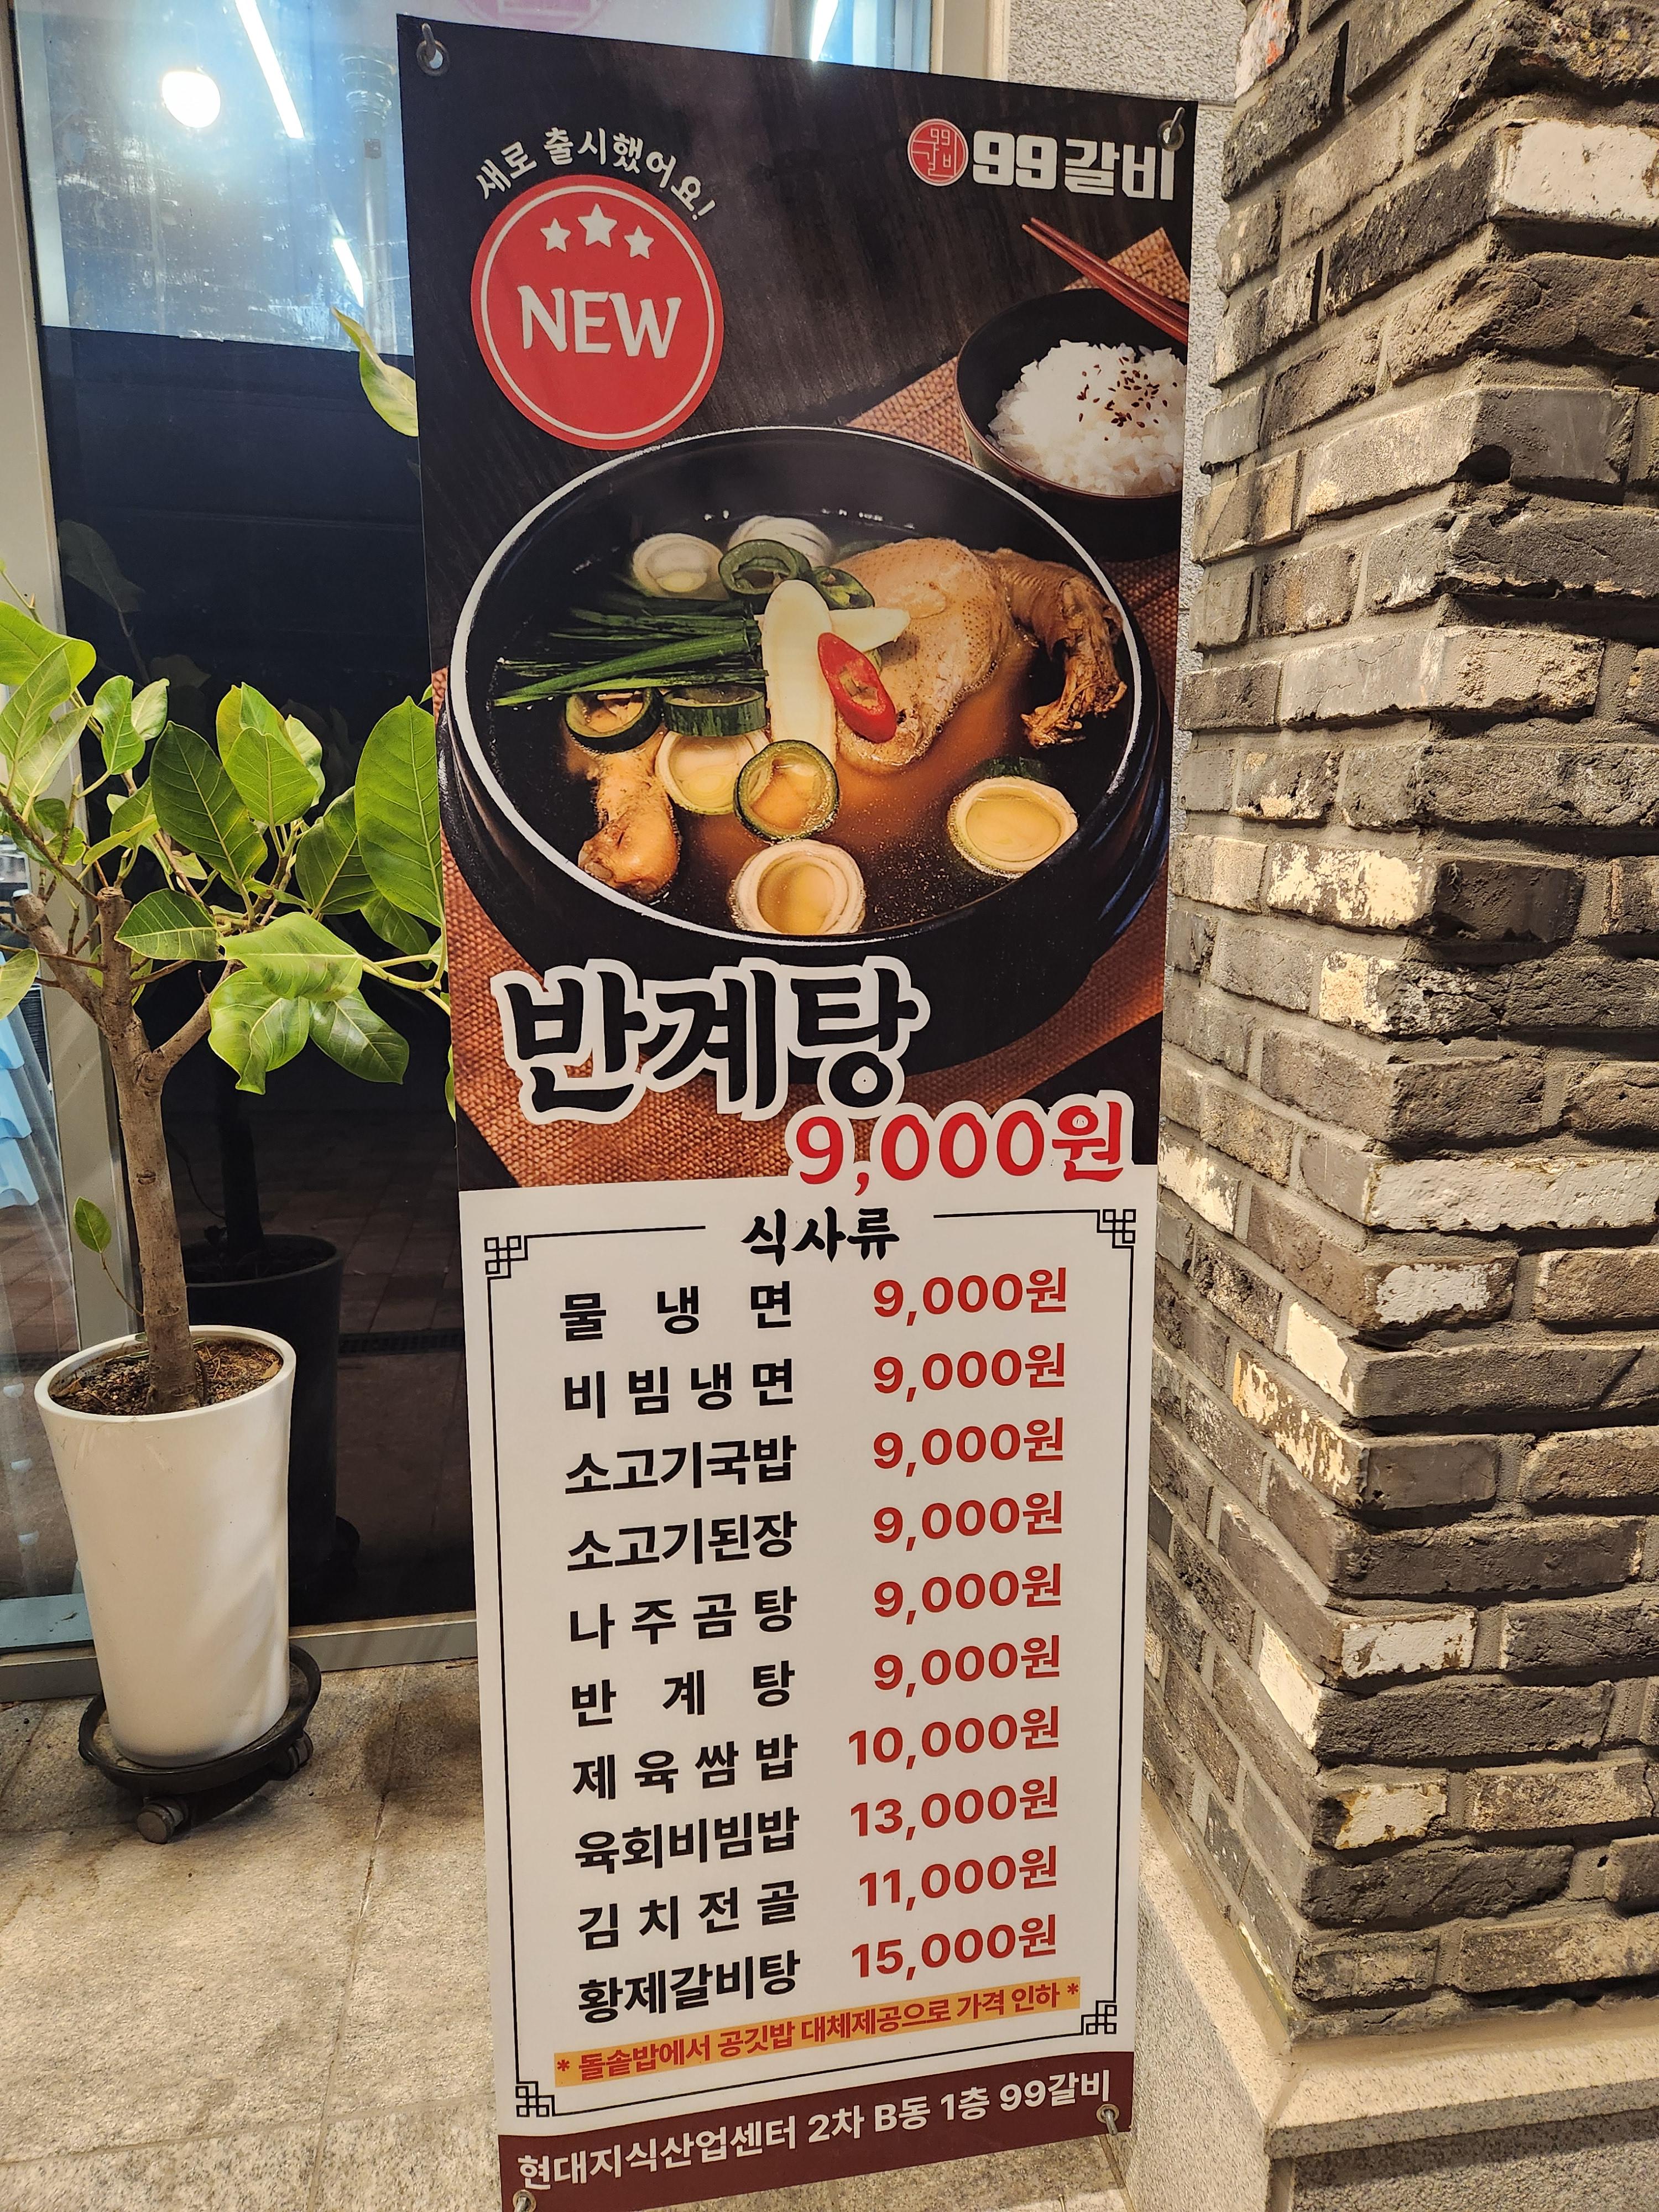 새로 출시했어요!
NEW
99갈비
99갈비
반계탕
9,000원
식사류
물냉면 9,000원
비빔냉면 9,000원
소고기국밥 9,000원
소고기된장 9,000원
나주곰탕 9,000원
반계탕 9,000원
제육쌈밥 10,000원
육회비빔밥 13,000원
김치전골 11,000원
황제갈비탕 15,000원
* 돌솥밥에서 공깃밥 대체제공으로 가격 인하 *
현대지식산업센터 2차 B동 1층 99갈비